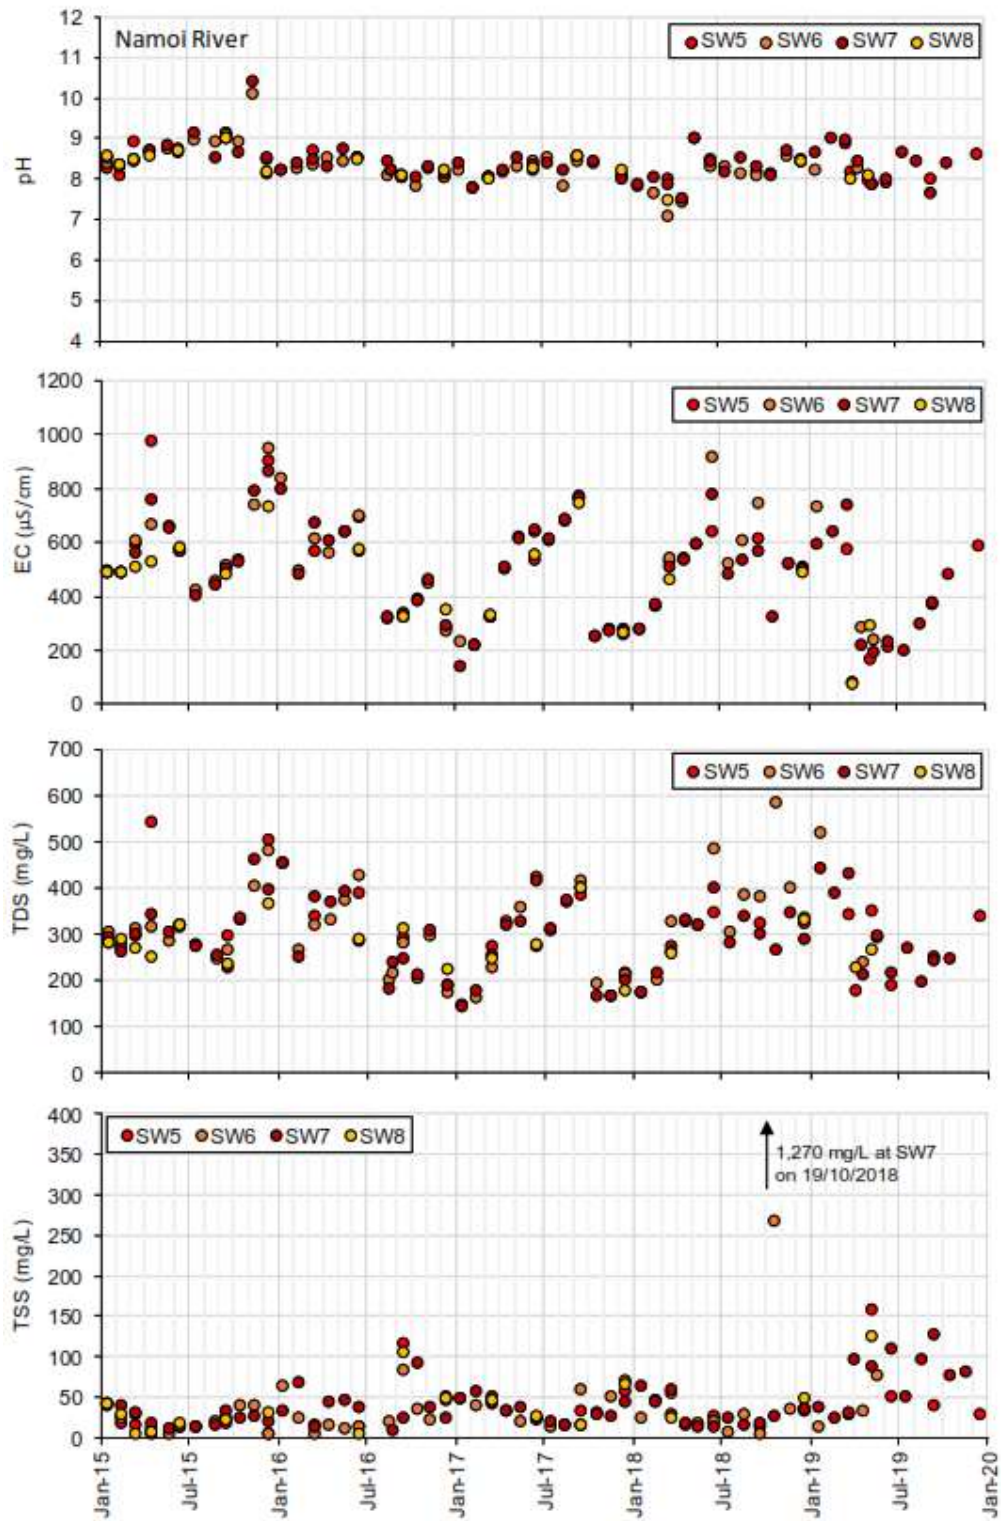 Namoi River
SW5 SW6 SW7 SW8
12
11
10
9
8
7
6
5
4
pH
SW5 SW6 SW7 SW8
1200
1000
800
600
400
200
0
EC (µS/cm)
SW5 SW6 SW7 SW8
700
600
500
400
300
200
100
0
TDS (mg/L)
SW5 SW6 SW7 SW8
400
350
300
250
200
150
100
50
0
TSS (mg/L)
1,270 mg/L at SW7
on 19/10/2018
Jan-15
Jul-15
Jan-16
Jul-16
Jan-17
Jul-17
Jan-18
Jul-18
Jan-19
Jul-19
Jan-20